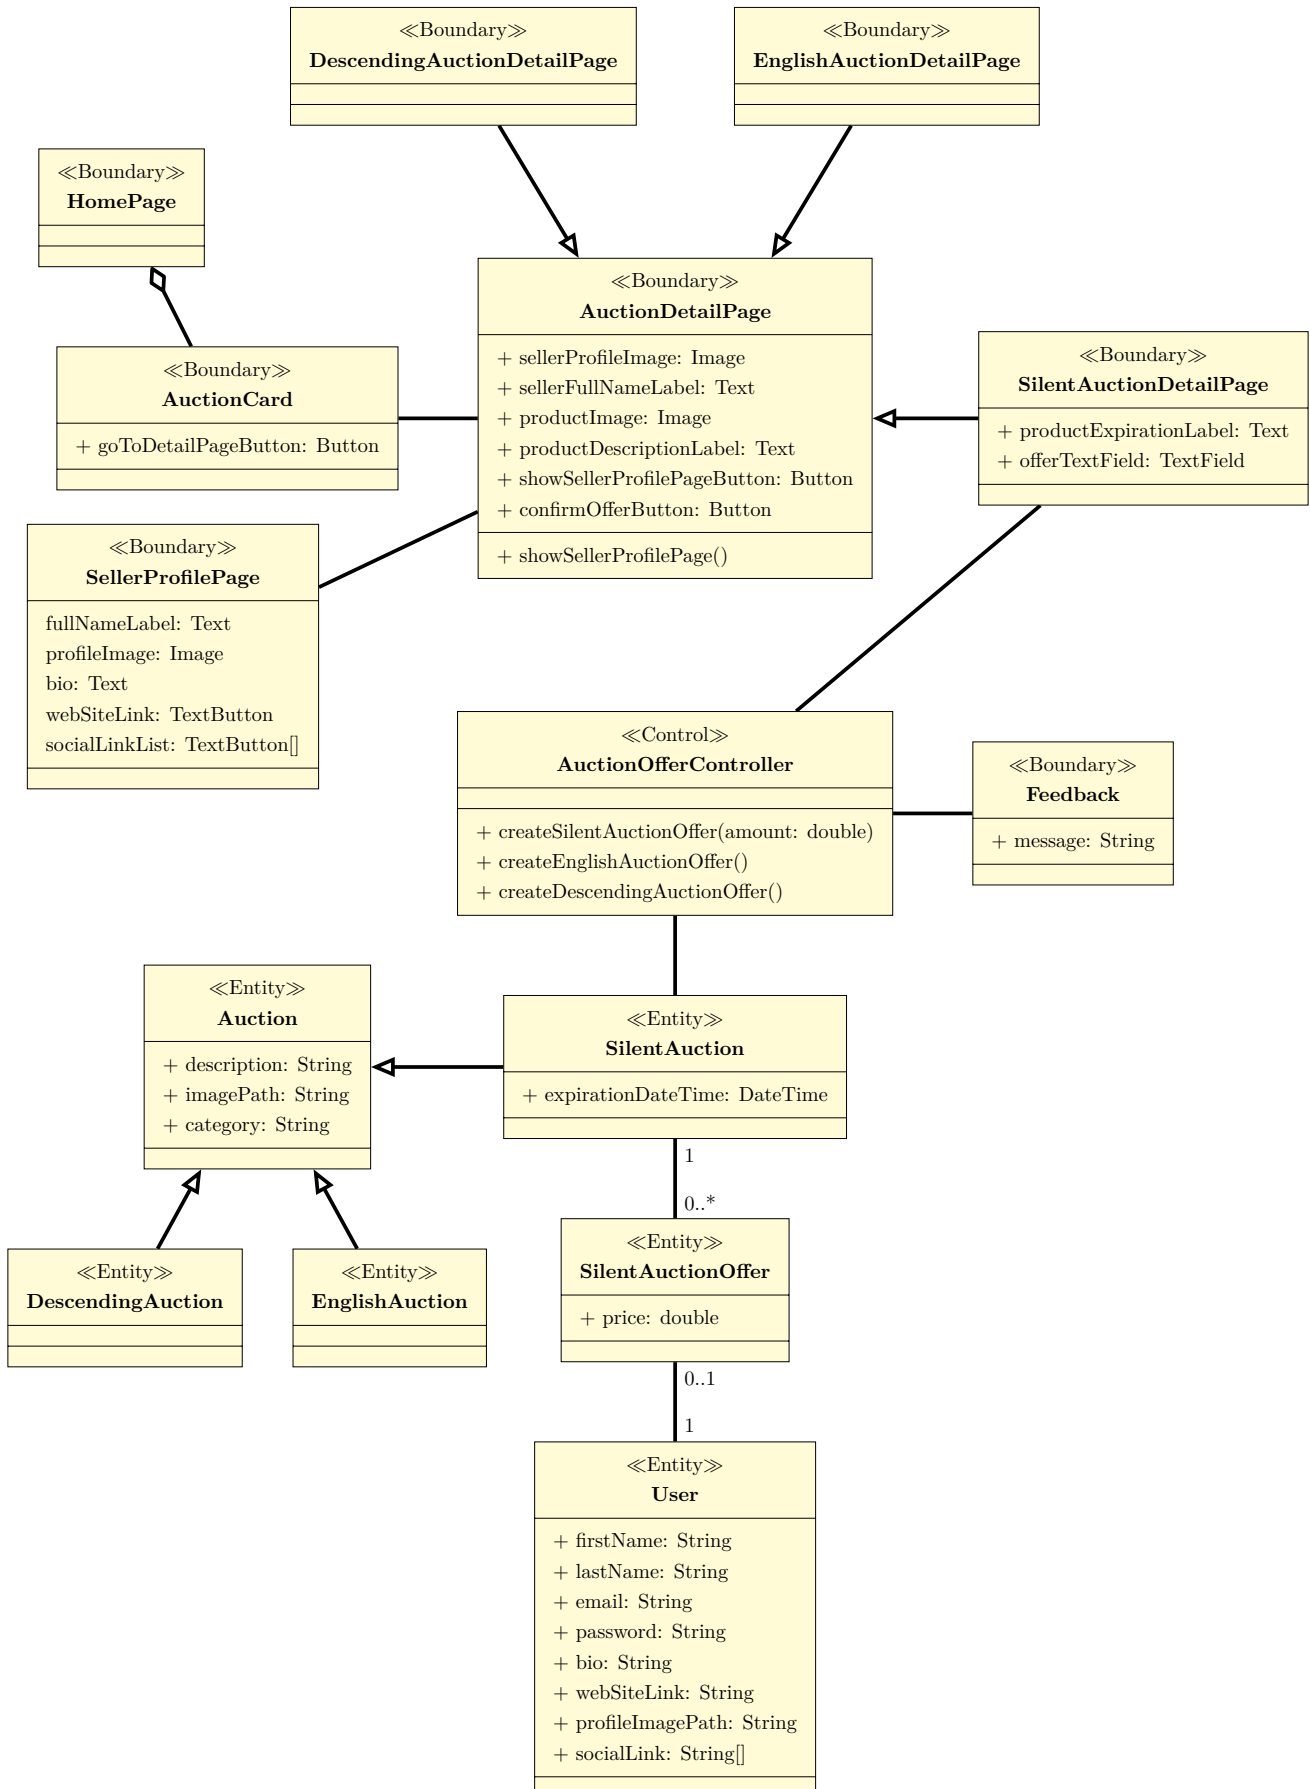 ≪Boundary≫
DescendingAuctionDetailPage
≪Boundary≫
EnglishAuctionDetailPage
≪Boundary≫
HomePage
≪Boundary≫
AuctionDetailPage
+ sellerProfileImage: Image
+ sellerFullNameLabel: Text
+ productImage: Image
+ productDescriptionLabel: Text
+ showSellerProfilePageButton: Button
+ confirmOfferButton: Button
+ showSellerProfilePage()
≪Boundary≫
AuctionCard
+ goToDetailPageButton: Button
≪Boundary≫
SilentAuctionDetailPage
+ productExpirationLabel: Text
+ offerTextField: TextField
≪Boundary≫
SellerProfilePage
fullNameLabel: Text
profileImage: Image
bio: Text
webSiteLink: TextButton
socialLinkList: TextButton[]
≪Control≫
AuctionOfferController
+ createSilentAuctionOffer(amount: double)
+ createEnglishAuctionOffer()
+ createDescendingAuctionOffer()
≪Boundary≫
Feedback
+ message: String
≪Entity≫
Auction
+ description: String
+ imagePath: String
+ category: String
≪Entity≫
SilentAuction
+ expirationDateTime: DateTime
1
0..*
≪Entity≫
DescendingAuction
≪Entity≫
EnglishAuction
≪Entity≫
SilentAuctionOffer
+ price: double
0..1
1
≪Entity≫
User
+ firstName: String
+ lastName: String
+ email: String
+ password: String
+ bio: String
+ webSiteLink: String
+ profileImagePath: String
+ socialLink: String[]